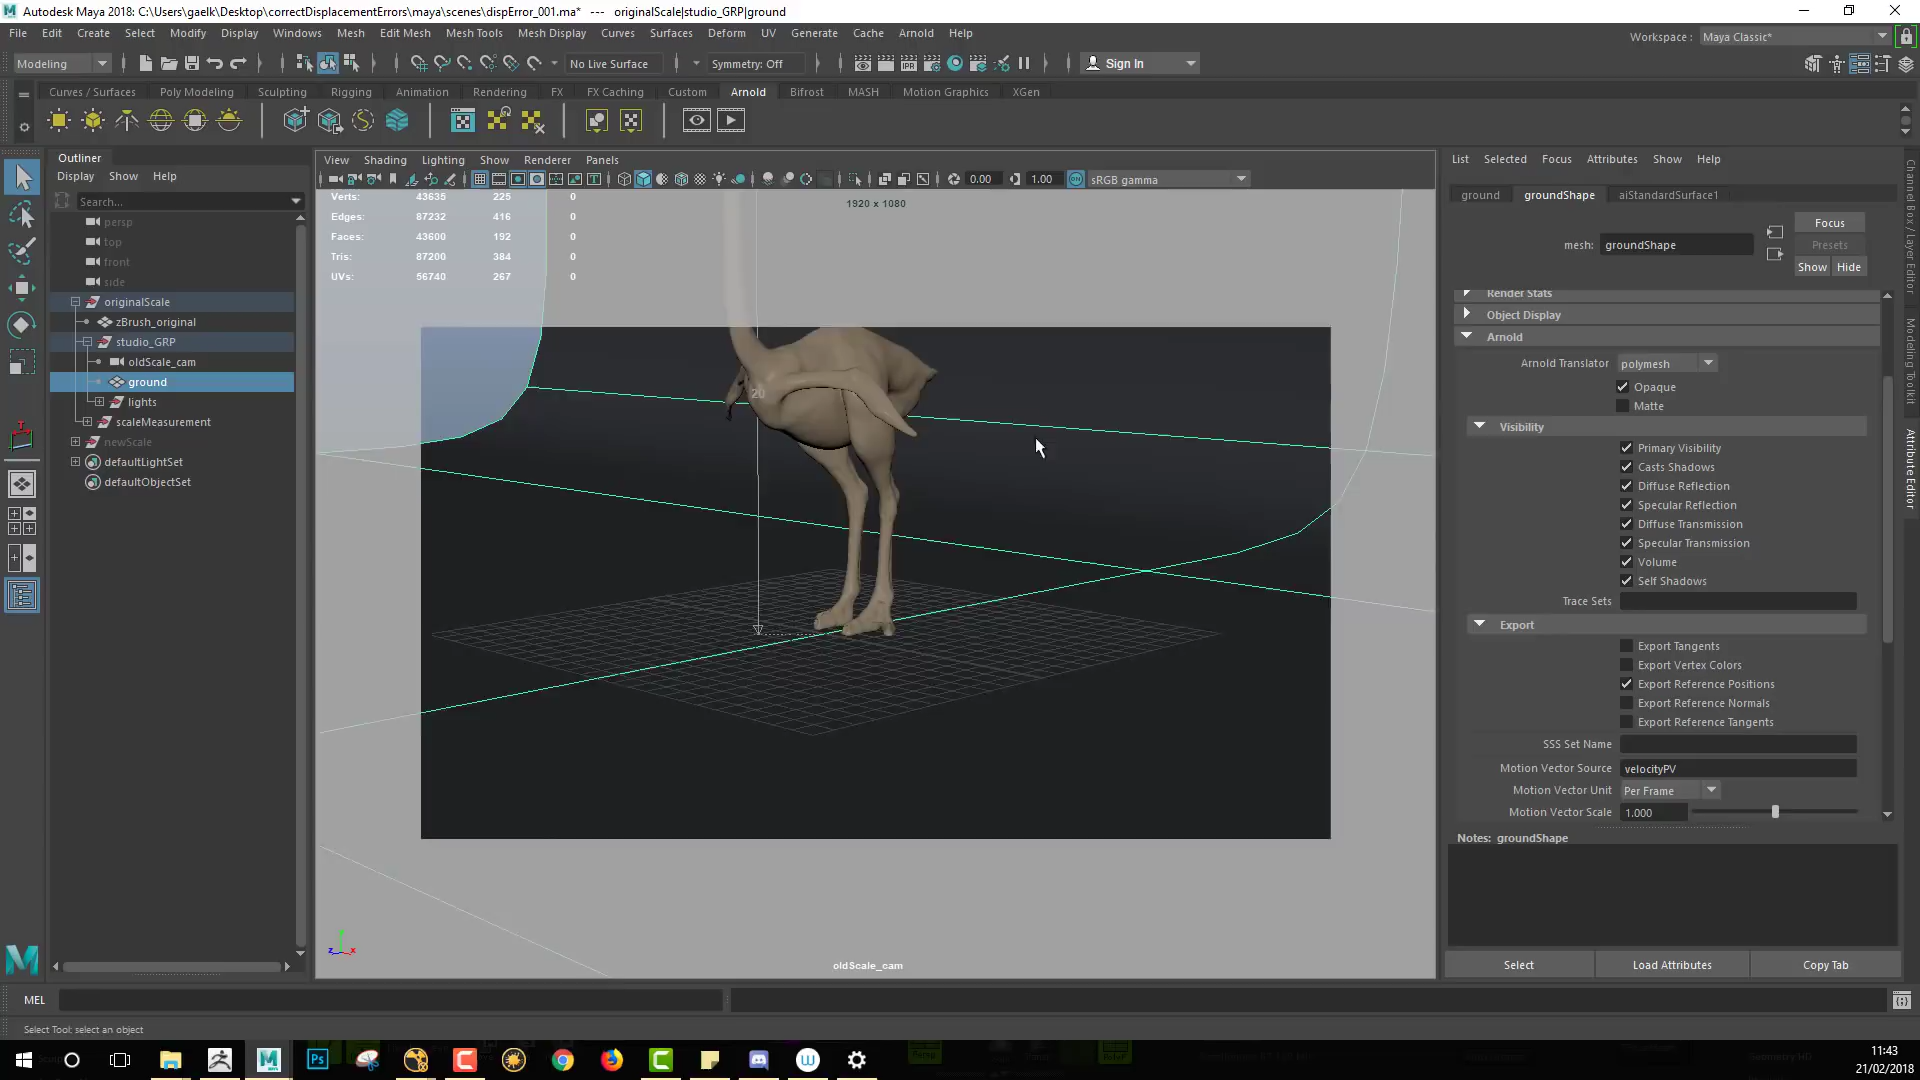 Autodesk Maya 2018: C:\Users\gaelk\Desktop\correctDisplacementErrors\maya\scenes\dispError_001.ma* --- originalScale|studio_GRP|ground
File Edit Create Select Modify Display Windows Mesh Edit Mesh Mesh Tools Mesh Display Curves Surfaces Deform UV Generate Cache Arnold Help
Workspace : Maya Classic*
Modeling No Live Surface Symmetry: Off Sign In
Curves / Surfaces Poly Modeling Sculpting Rigging Animation Rendering FX FX Caching Custom Arnold Bifrost MASH Motion Graphics XGen
Outliner
Display Show Help
Search...
persp
top
front
side
originalScale
zBrush_original
studio_GRP
oldScale_cam
ground
lights
scaleMeasurement
newScale
defaultLightSet
defaultObjectSet
View Shading Lighting Show Renderer Panels
0.00 1.00 sRGB gamma
Verts: 43635 225 0
Edges: 87232 416 0
Faces: 43600 192 0
Tris: 87200 384 0
UVs: 56740 267 0
1920 x 1080
20
z x
oldScale_cam
List Selected Focus Attributes Show Help
ground groundShape aiStandardSurface1
mesh: groundShape
Focus
Presets
Show Hide
Render Stats
Object Display
Arnold
Arnold Translator polymesh
Opaque
Matte
Visibility
Primary Visibility
Casts Shadows
Diffuse Reflection
Specular Reflection
Diffuse Transmission
Specular Transmission
Volume
Self Shadows
Trace Sets
Export
Export Tangents
Export Vertex Colors
Export Reference Positions
Export Reference Normals
Export Reference Tangents
SSS Set Name
Motion Vector Source velocityPV
Motion Vector Unit Per Frame
Motion Vector Scale 1.000
Notes: groundShape
Select Load Attributes Copy Tab
Channel Box / Layer Editor
Modeling Toolkit
Attribute Editor
MEL
Select Tool: select an object
11:43
21/02/2018